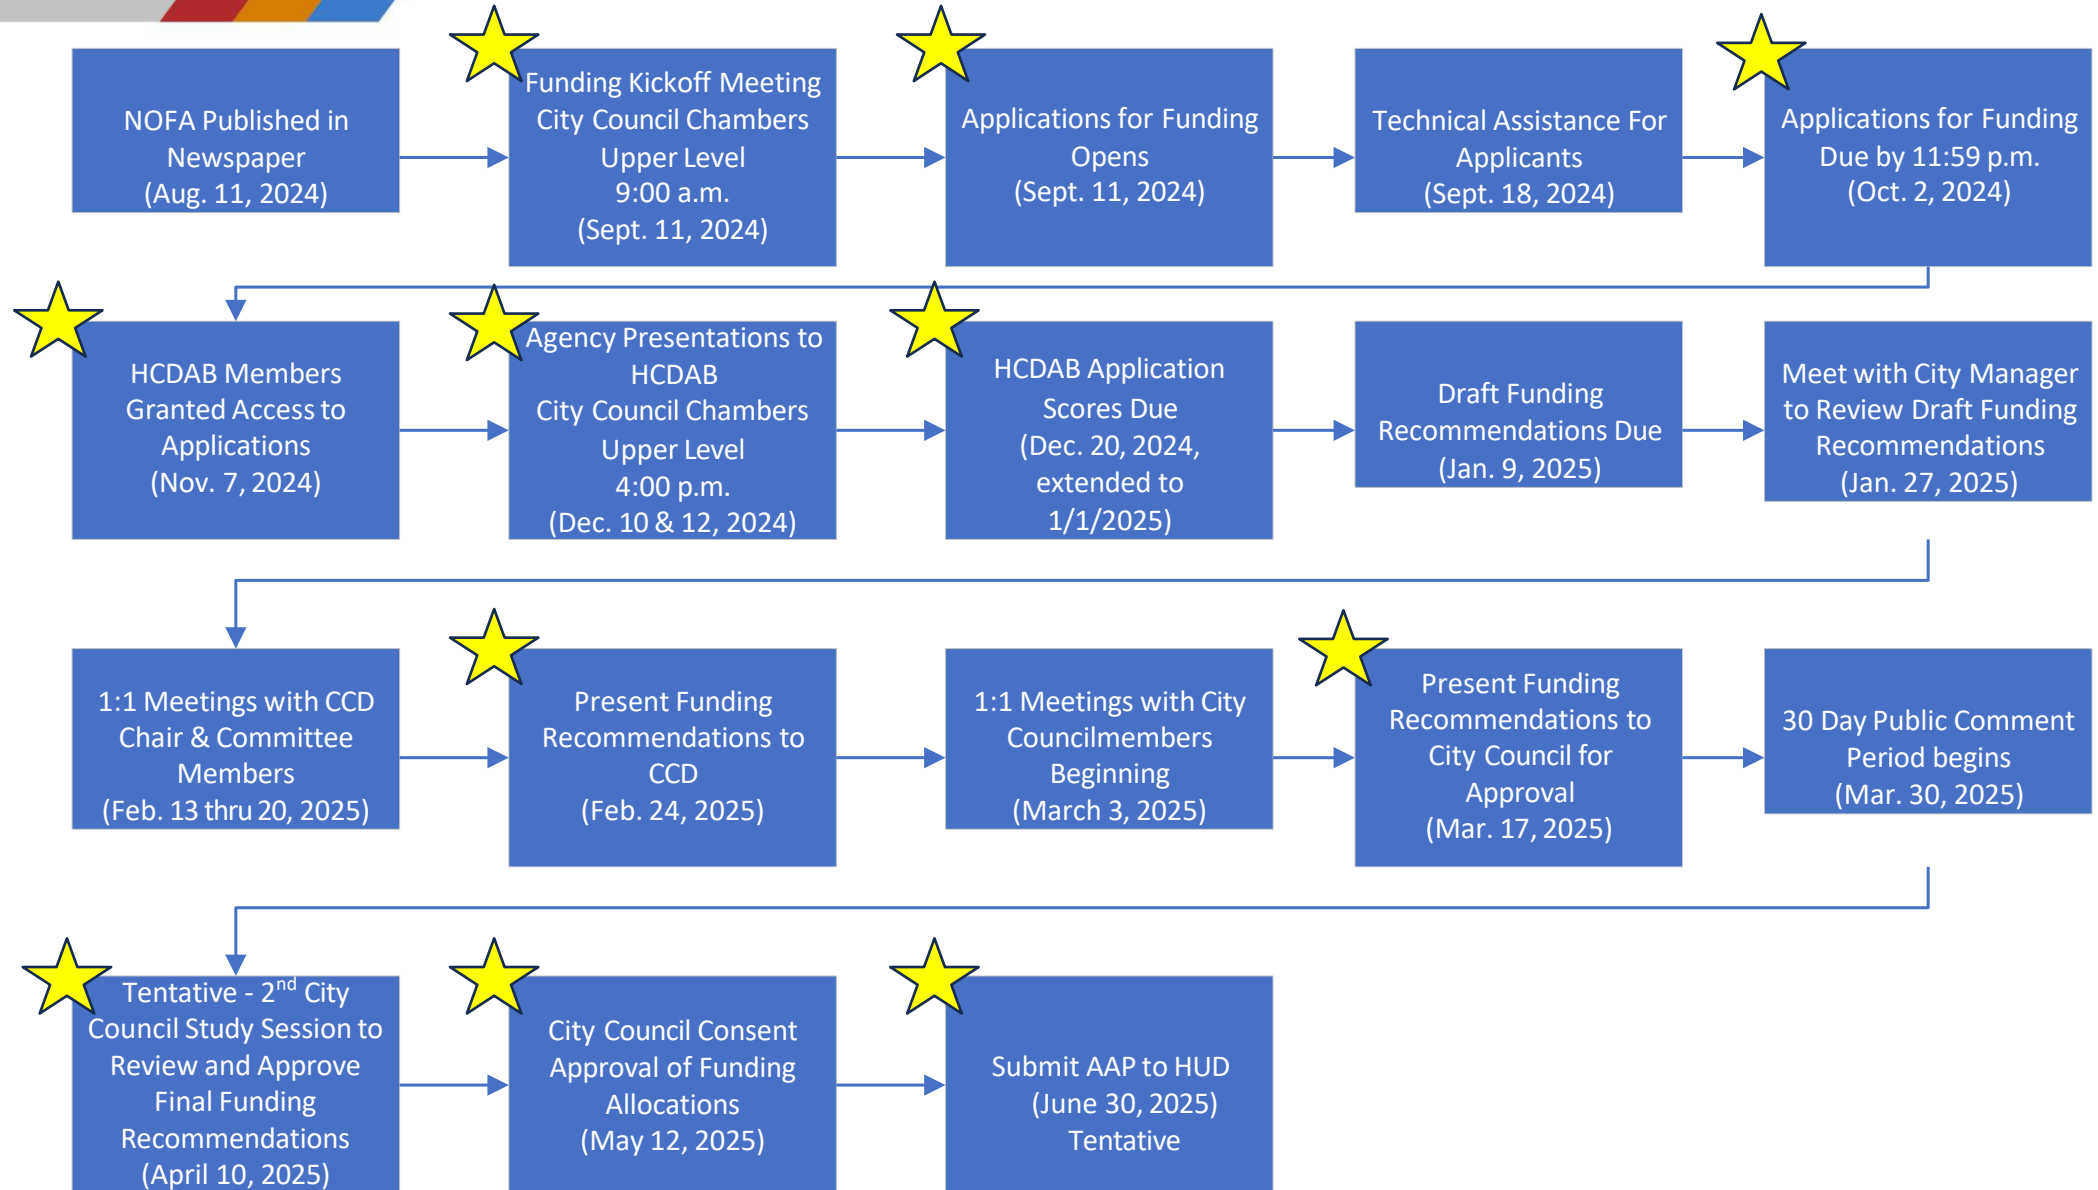 NOFA Published in
Newspaper
(Aug. 11, 2024)
Funding Kickoff Meeting
City Council Chambers
Upper Level
9:00 a.m.
(Sept. 11, 2024)
Applications for Funding
Opens
(Sept. 11, 2024)
Technical Assistance For
Applicants
(Sept. 18, 2024)
Applications for Funding
Due by 11:59 p.m.
(Oct. 2, 2024)
HCDAB Members
Granted Access to
Applications
(Nov. 7, 2024)
Agency Presentations to
HCDAB
City Council Chambers
Upper Level
4:00 p.m.
(Dec. 10 & 12, 2024)
HCDAB Application
Scores Due
(Dec. 20, 2024,
extended to
1/1/2025)
Draft Funding
Recommendations Due
(Jan. 9, 2025)
Meet with City Manager
to Review Draft Funding
Recommendations
(Jan. 27, 2025)
1:1 Meetings with CCD
Chair & Committee
Members
(Feb. 13 thru 20, 2025)
Present Funding
Recommendations to
CCD
(Feb. 24, 2025)
1:1 Meetings with City
Councilmembers
Beginning
(March 3, 2025)
Present Funding
Recommendations to
City Council for
Approval
(Mar. 17, 2025)
30 Day Public Comment
Period begins
(Mar. 30, 2025)
Tentative - 2nd City
Council Study Session to
Review and Approve
Final Funding
Recommendations
(April 10, 2025)
City Council Consent
Approval of Funding
Allocations
(May 12, 2025)
Submit AAP to HUD
(June 30, 2025)
Tentative